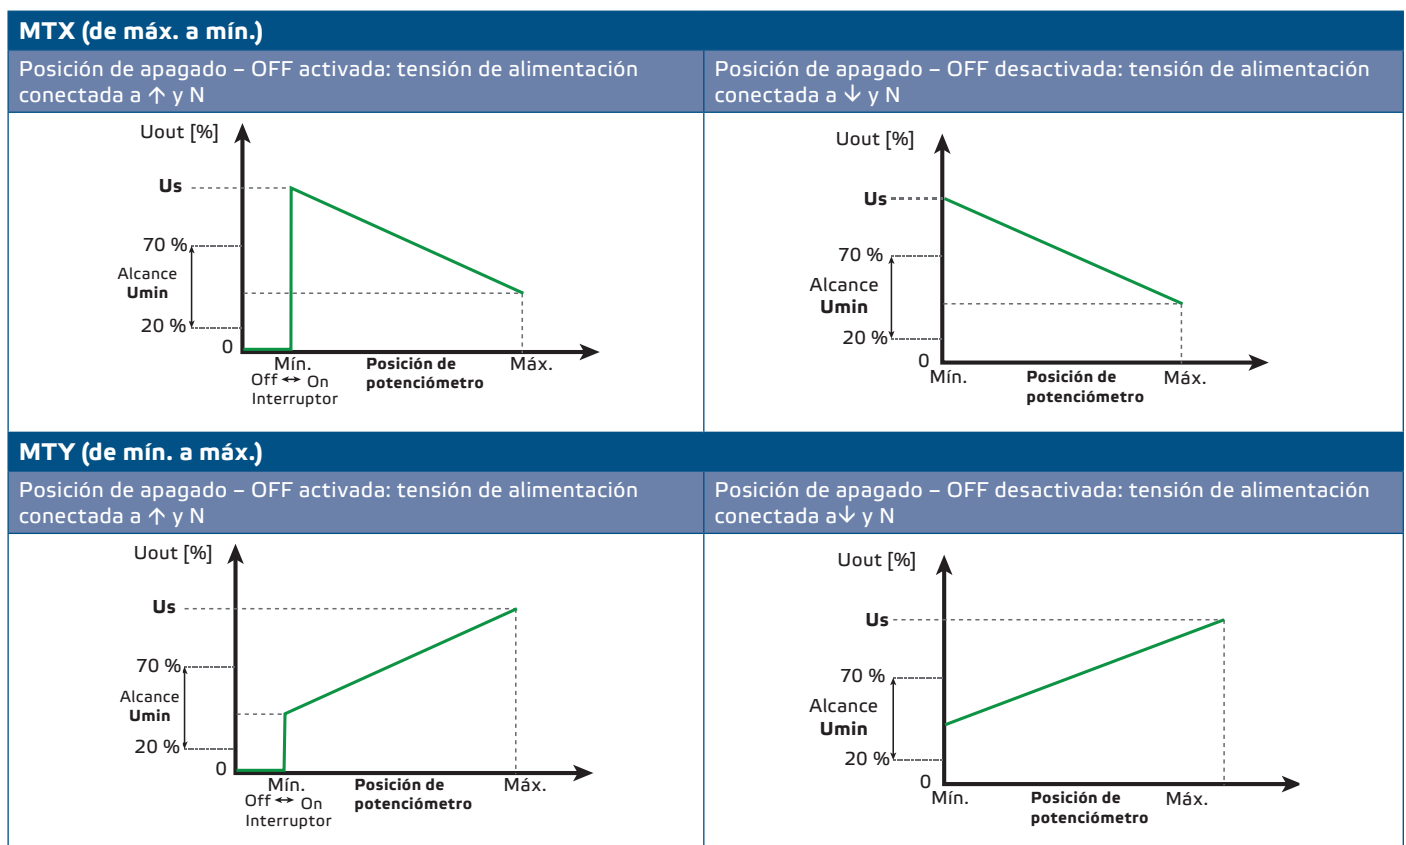 MTX (de máx. a mín.)
Posición de apagado – OFF activada: tensión de alimentación
conectada a ↑ y N
Posición de apagado – OFF desactivada: tensión de alimentación
conectada a ↓ y N
Uout [%]
Us
70 %
Alcance
Umin
20 %
0
Mín.
Off ↔ On
Interruptor
Posición de
potenciómetro
Máx.
Uout [%]
Us
70 %
Alcance
Umin
20 %
0
Mín.
Posición de
potenciómetro
Máx.
MTY (de mín. a máx.)
Posición de apagado – OFF activada: tensión de alimentación
conectada a ↑ y N
Posición de apagado – OFF desactivada: tensión de alimentación
conectada a↓ y N
Uout [%]
Us
70 %
Alcance
Umin
20 %
0
Mín.
Off ↔ On
Interruptor
Posición de
potenciómetro
Máx.
Uout [%]
Us
70 %
Alcance
Umin
20 %
0
Mín.
Posición de
potenciómetro
Máx.